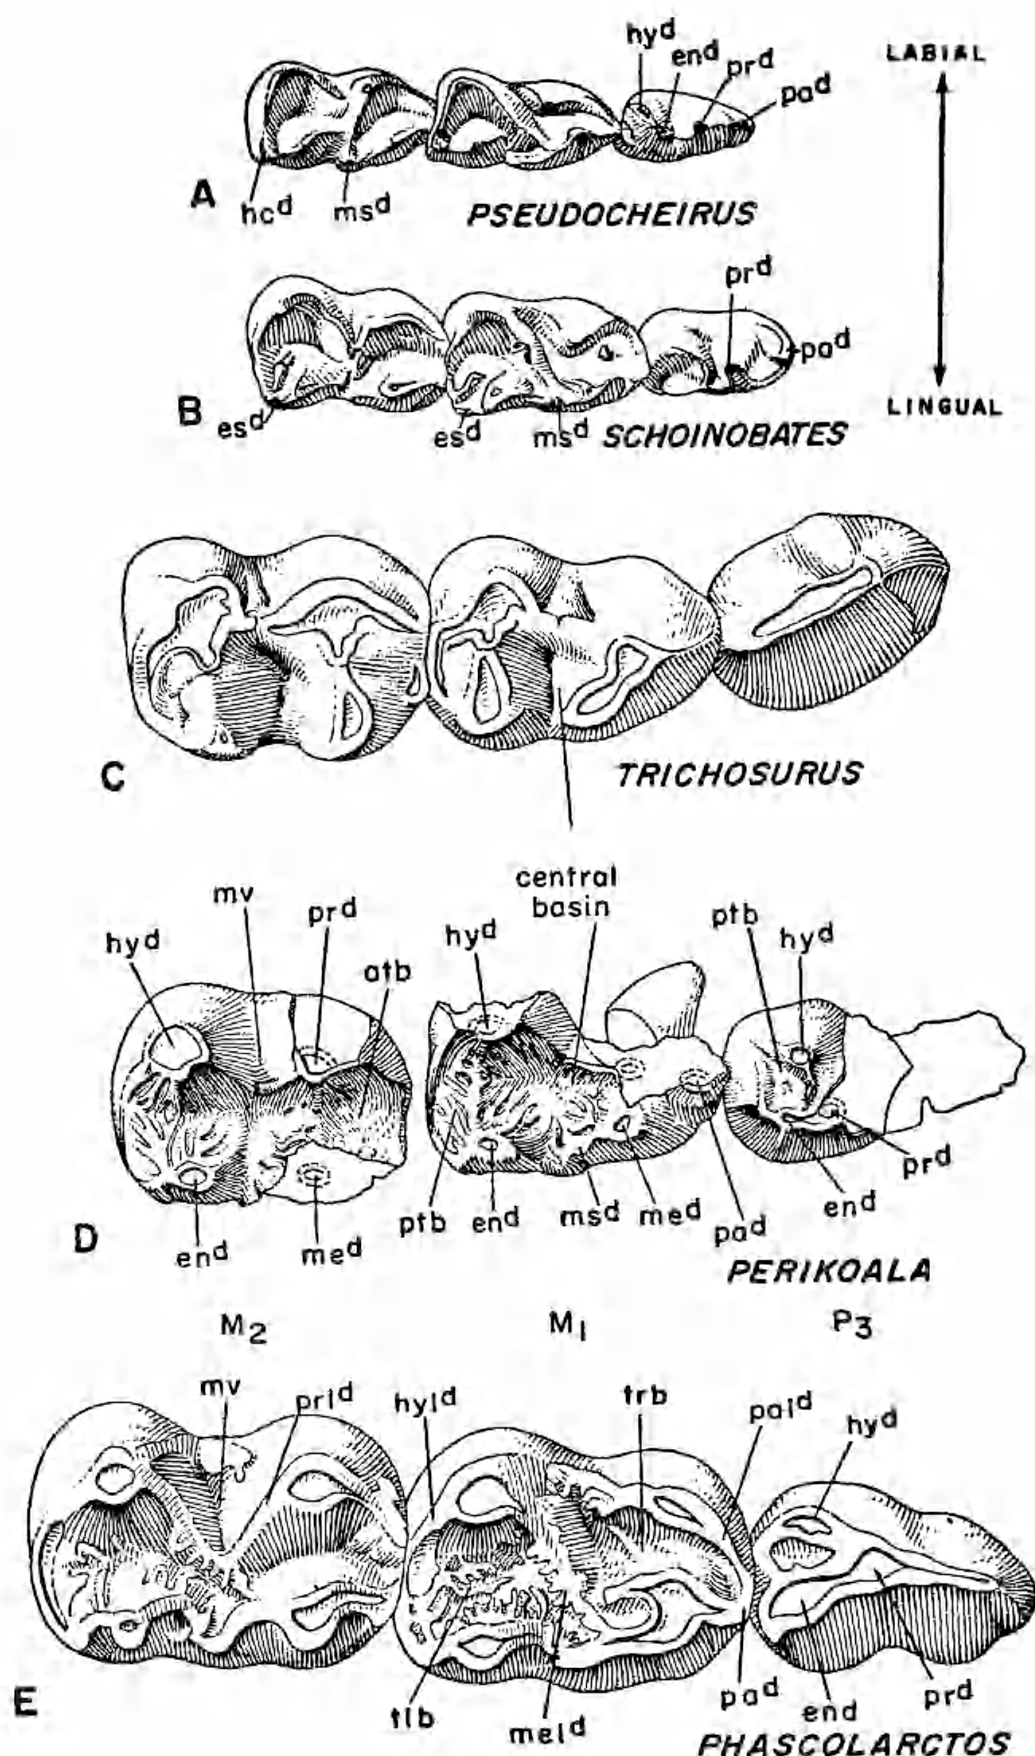 hyd
end
prd
pad
LABIAL
A
hcd
msd
PSEUDOCHEIRUS
prd
pad
B
esd
esd
msd
SCHOINOBATES
LINGUAL
C
TRICHOSURUS
central
basin
mv
prd
hyd
atb
hyd
ptb
hyd
D
end
med
ptb
end
msd
med
pad
end
prd
PERIKOALA
M2
M1
P3
mv
prld
hyld
trb
pald
hyd
E
tlb
meld
pad
end
prd
PHASCOLARCTOS